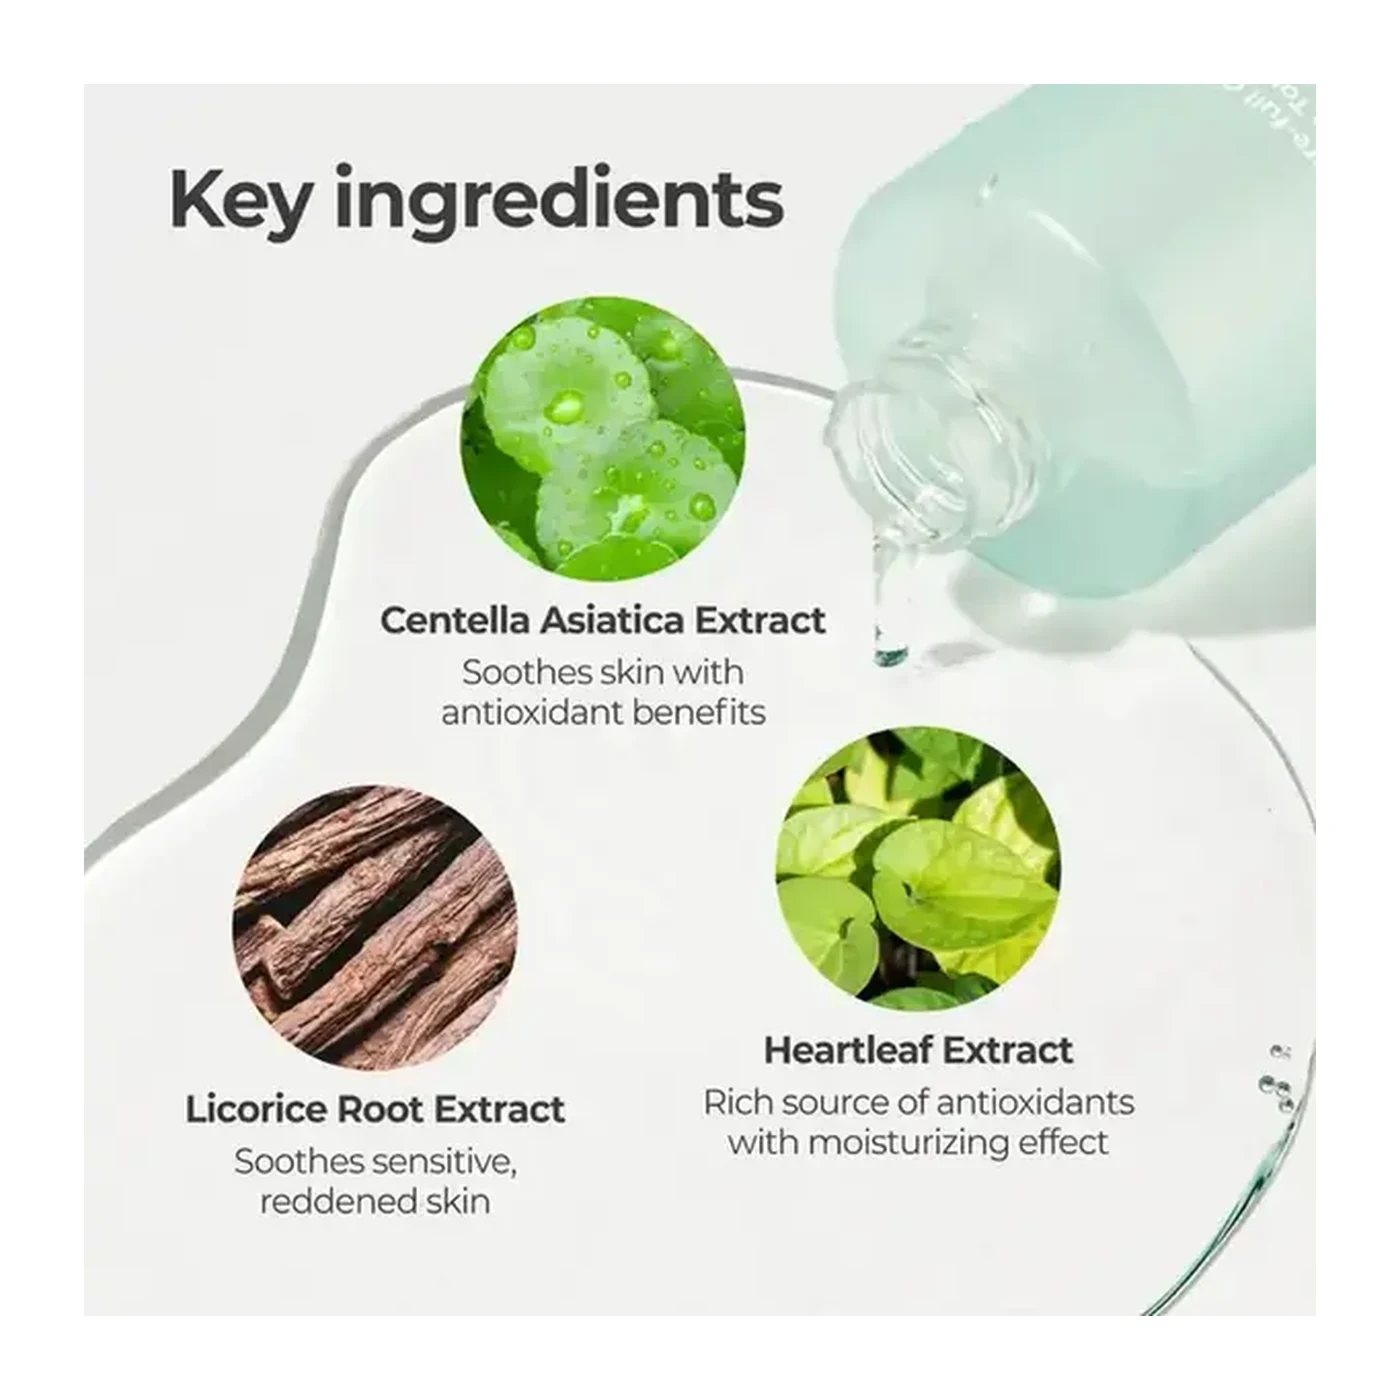 Key ingredients
Centella Asiatica Extract
Soothes skin with
antioxidant benefits
Licorice Root Extract
Soothes sensitive,
reddened skin
Heartleaf Extract
Rich source of antioxidants
with moisturizing effect